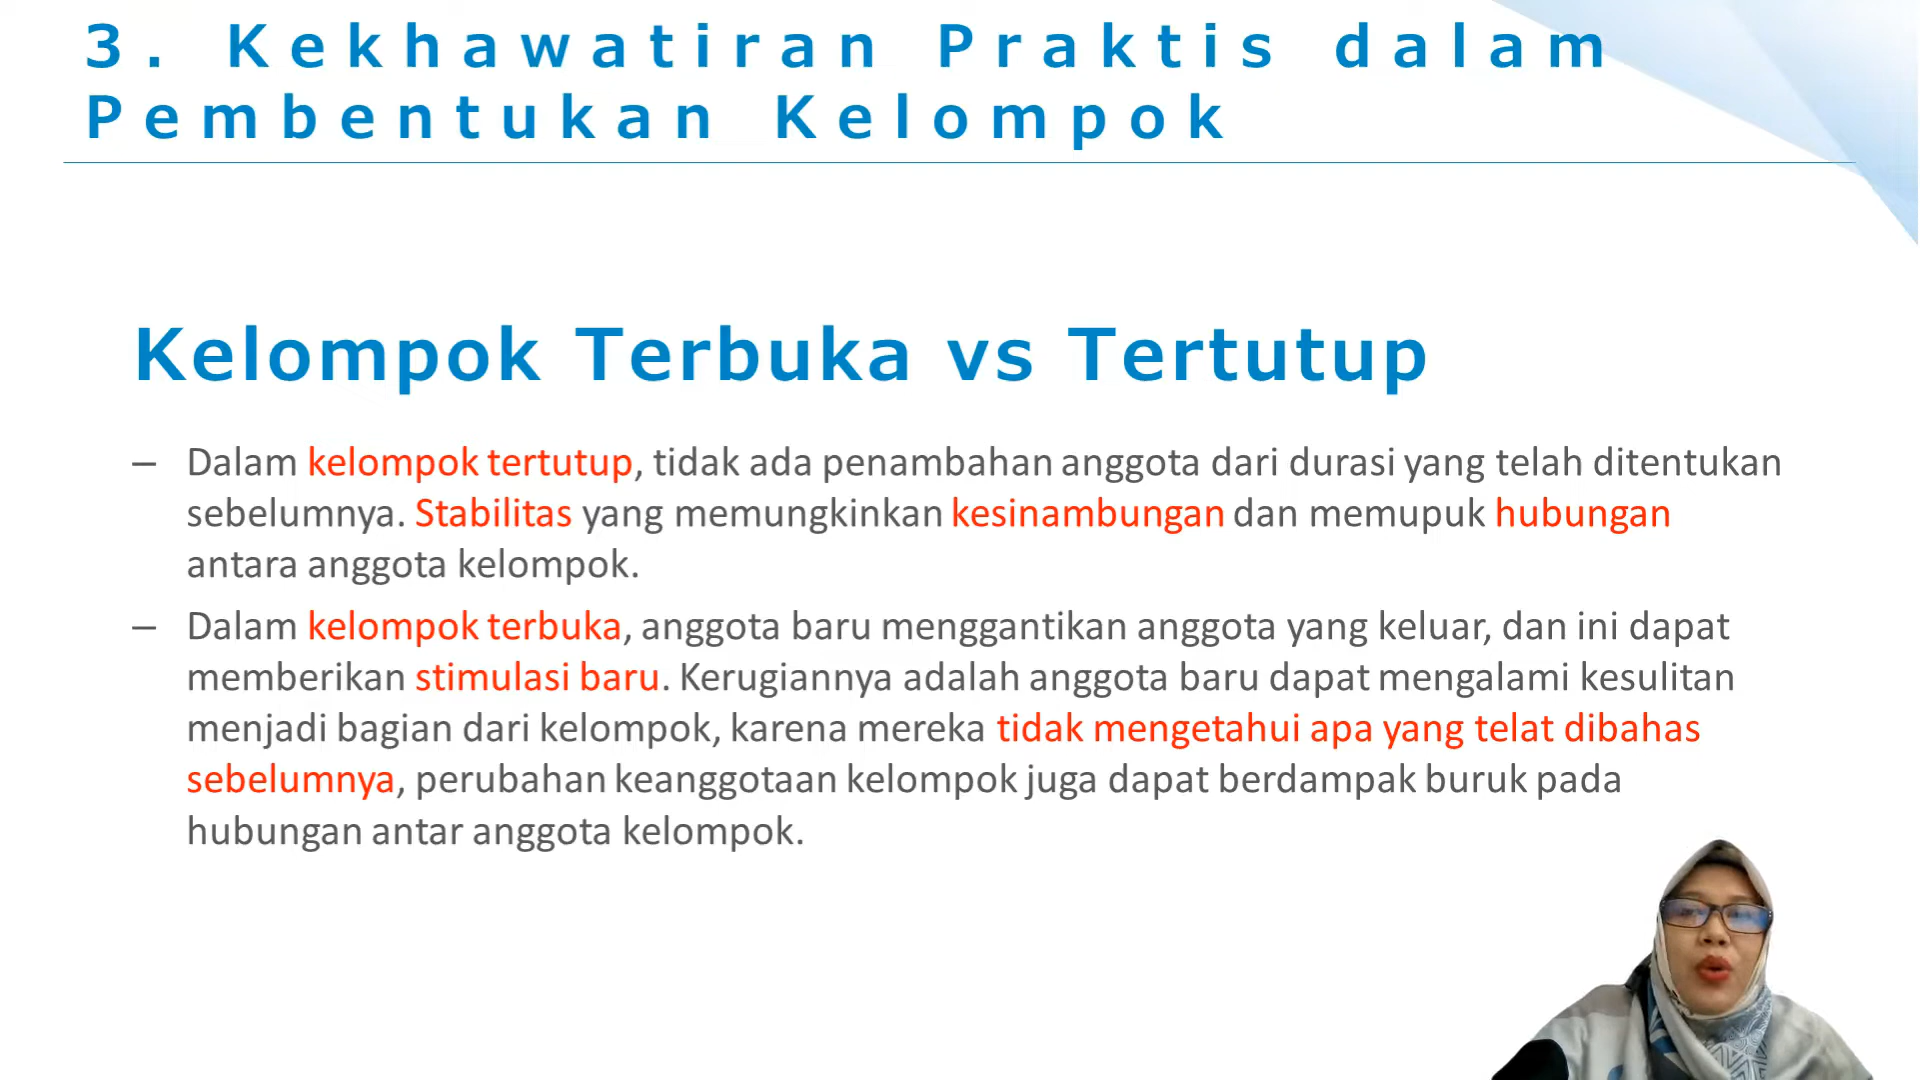 3. Kekhawatiran Praktis dalam
Pembentukan Kelompok
Kelompok Terbuka vs Tertutup
– Dalam kelompok tertutup, tidak ada penambahan anggota dari durasi yang telah ditentukan
sebelumnya. Stabilitas yang memungkinkan kesinambungan dan memupuk hubungan
antara anggota kelompok.
– Dalam kelompok terbuka, anggota baru menggantikan anggota yang keluar, dan ini dapat
memberikan stimulasi baru. Kerugiannya adalah anggota baru dapat mengalami kesulitan
menjadi bagian dari kelompok, karena mereka tidak mengetahui apa yang telat dibahas
sebelumnya, perubahan keanggotaan kelompok juga dapat berdampak buruk pada
hubungan antar anggota kelompok.